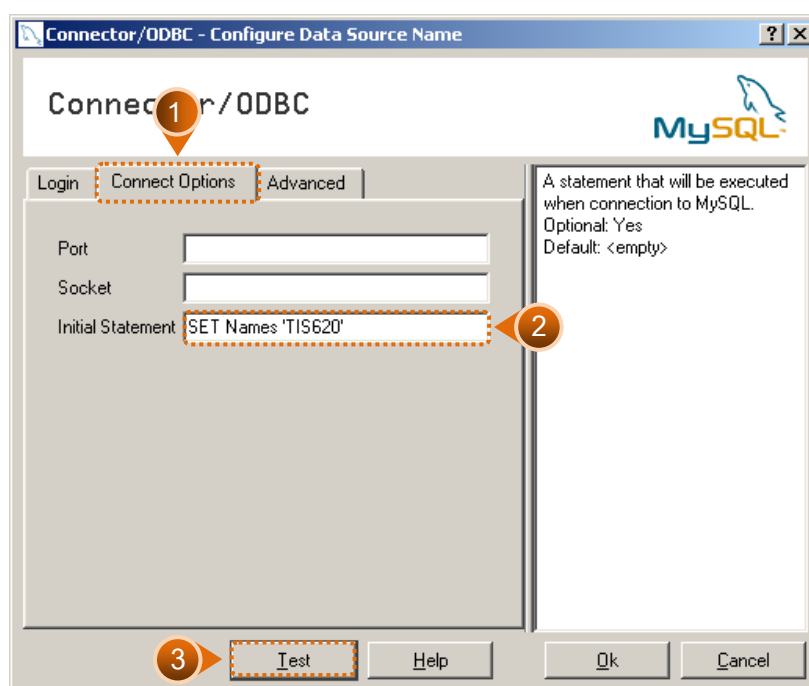 Connector/ODBC - Configure Data Source Name
? X
Connector/ODBC
1
MySQL
Login Connect Options Advanced
Port
Socket
Initial Statement SET Names 'TIS620'
2
A statement that will be executed
when connection to MySQL.
Optional: Yes
Default: <empty>
3
Test Help Ok Cancel